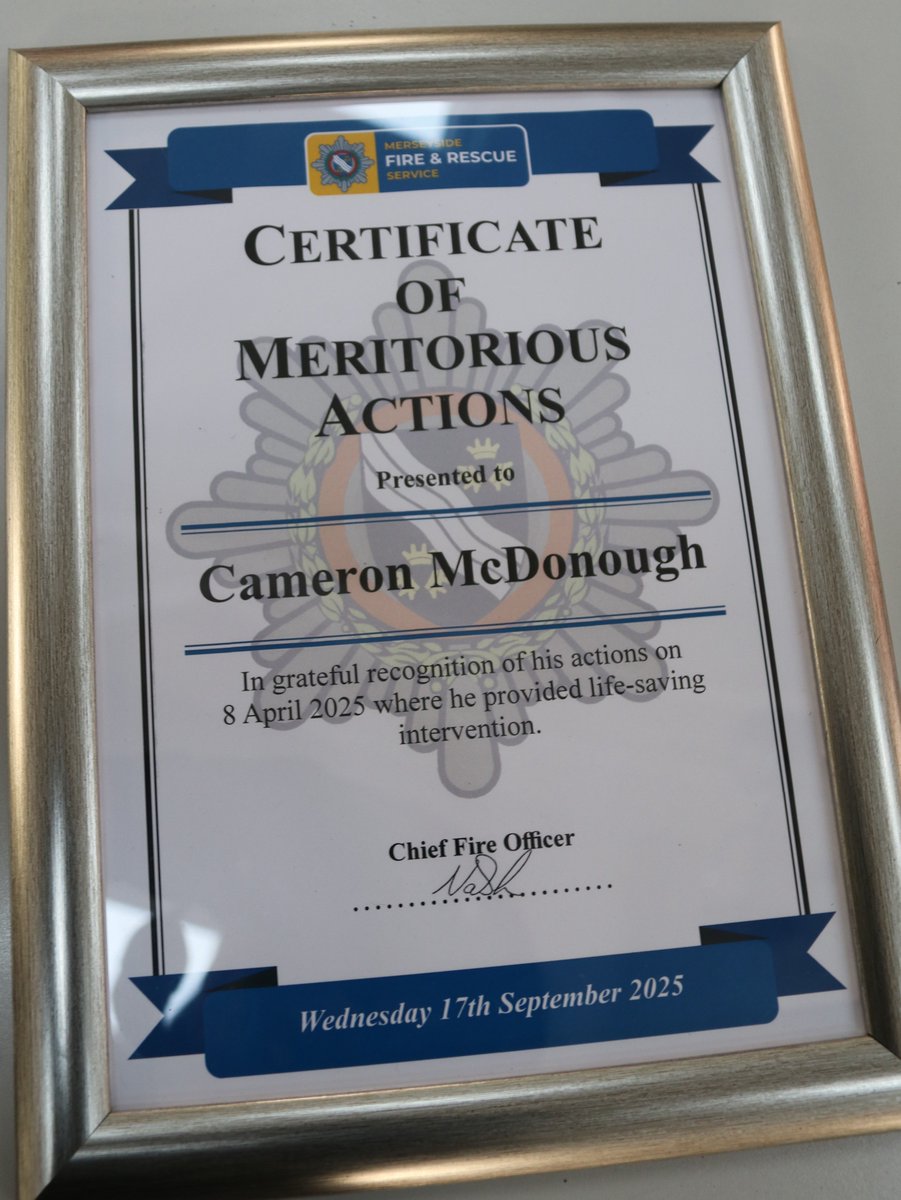 MERSEYSIDE
FIRE & RESCUE
SERVICE
CERTIFICATE
OF
MERITORIOUS
ACTIONS
Presented to
Cameron McDonough
In grateful recognition of his actions on
8 April 2025 where he provided life-saving
intervention.
Chief Fire Officer
Wednesday 17th September 2025